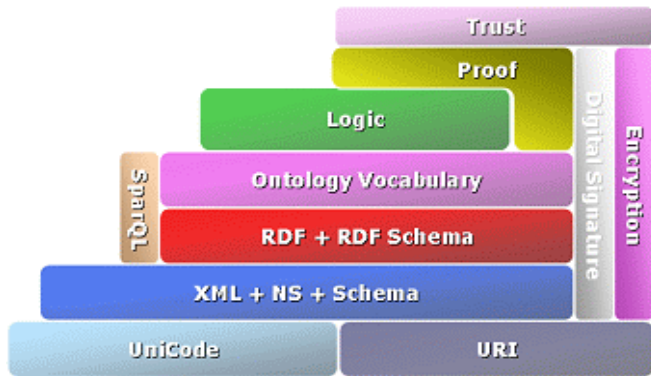 Trust
Proof
Logic
Ontology Vocabulary
RDF + RDF Schema
SparQL
XML + NS + Schema
Digital Signature
Encryption
UniCode
URI